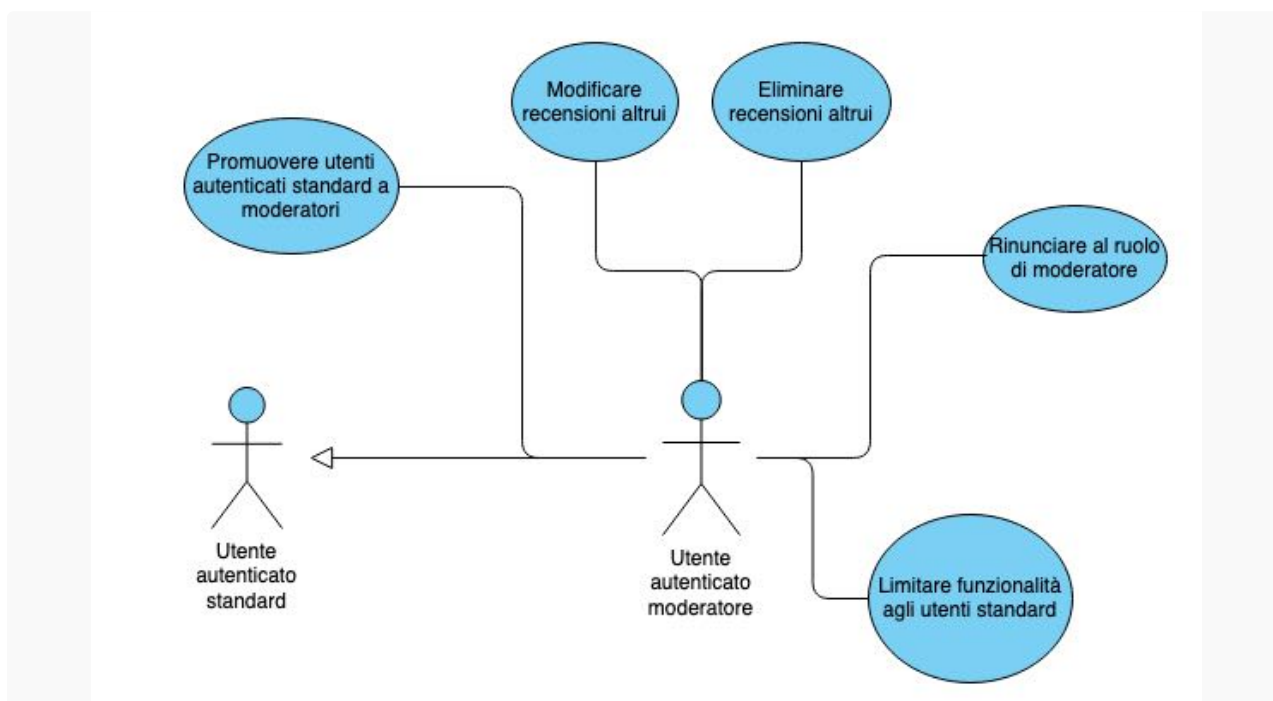 Modificare
recensioni altrui
Eliminare
recensioni altrui
Promuovere utenti
autenticati standard a
moderatori
Rinunciare al ruolo
di moderatore
Utente
autenticato
standard
Utente
autenticato
moderatore
Limitare funzionalità
agli utenti standard